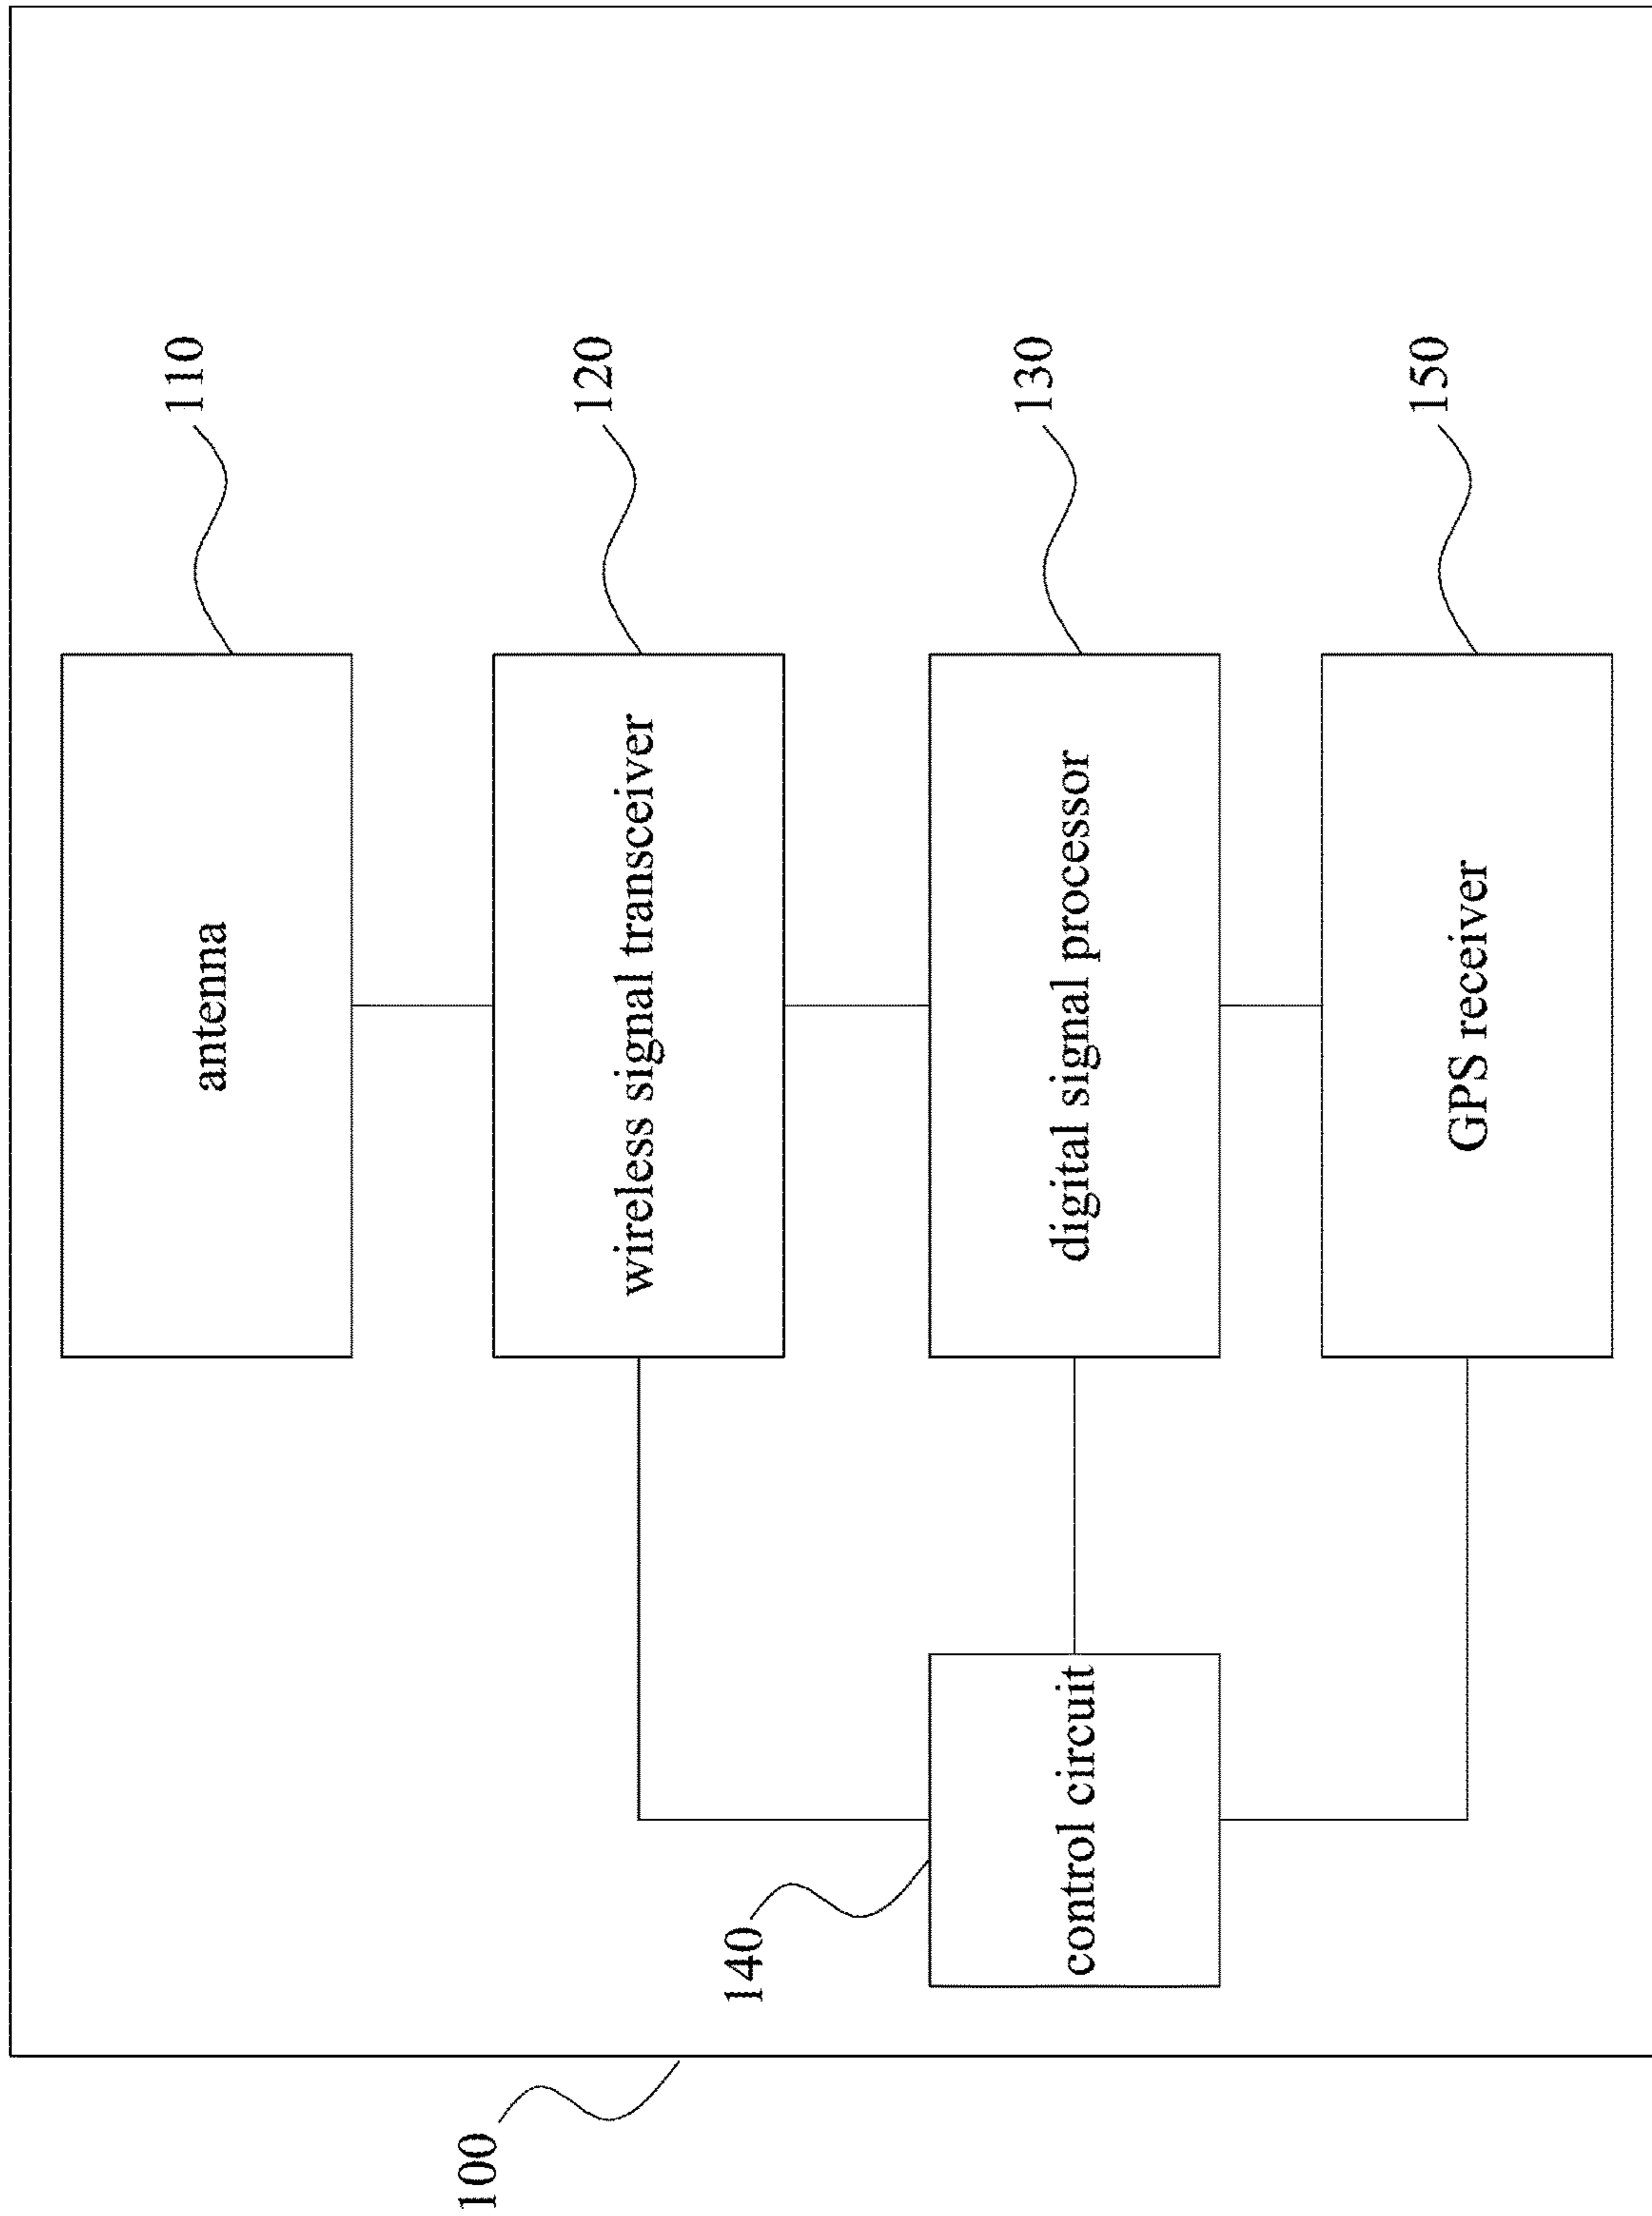 110
antenna
120
wireless signal transceiver
130
digital signal processor
150
GPS receiver
140
control circuit
100